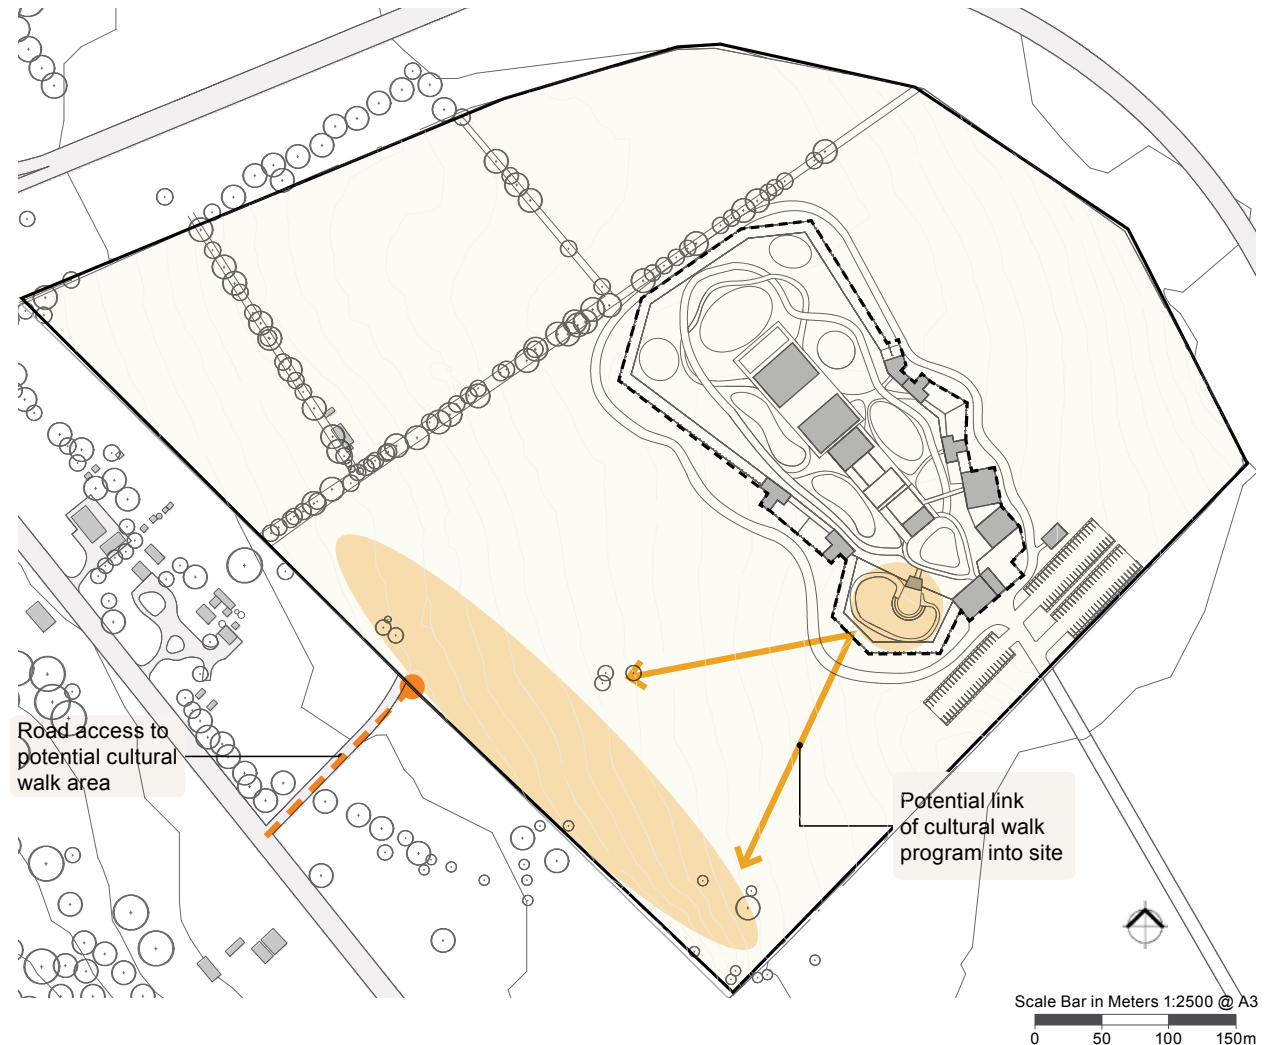 Road access to
potential cultural
walk area
Potential link
of cultural walk
program into site
Scale Bar in Meters 1:2500 @ A3
0 50 100 150m